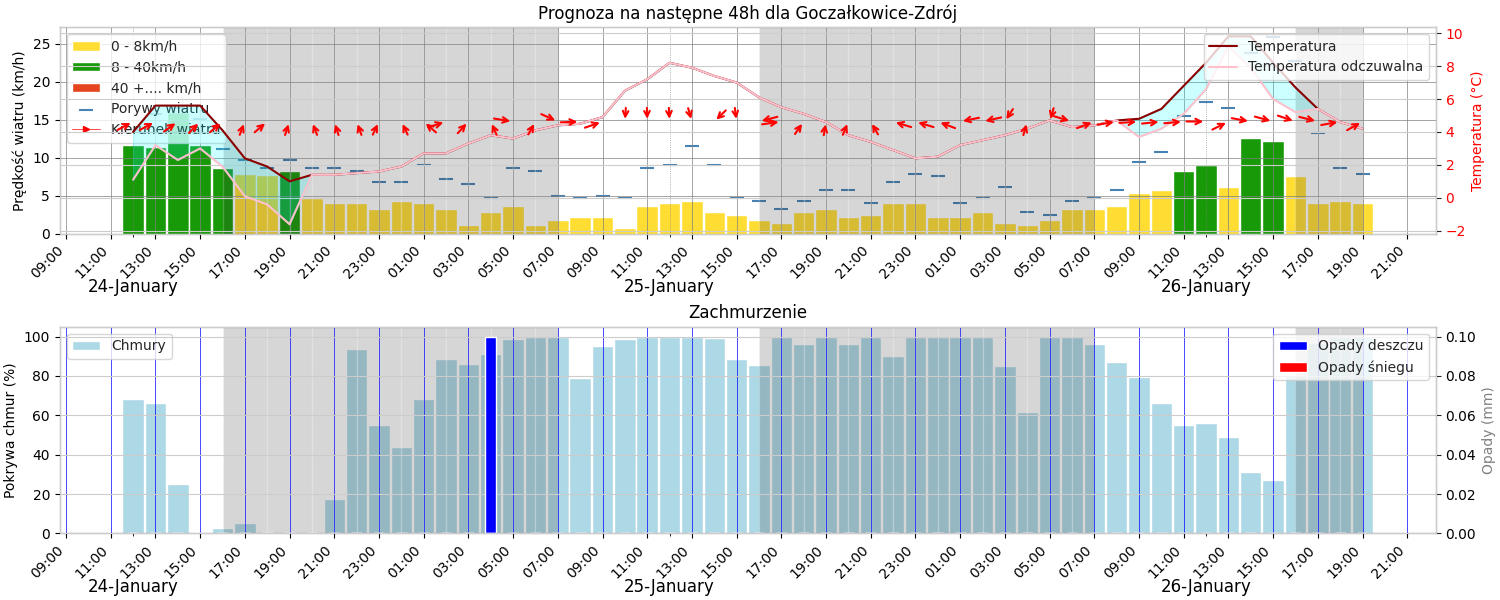 Prognoza na następne 48h dla Goczałkowice-Zdrój
Prędkość wiatru (km/h)
25
20
15
10
5
0
0 - 8km/h
8 - 40km/h
40 +.... km/h
Porywy wiatru
Kierunek wiatru
Temperatura
Temperatura odczuwalna
10
8
6
4
2
0
−2
Temperatura (°C)
09:00 11:00 13:00 15:00 17:00 19:00 21:00 23:00 01:00 03:00 05:00 07:00 09:00 11:00 13:00 15:00 17:00 19:00 21:00 23:00 01:00 03:00 05:00 07:00 09:00 11:00 13:00 15:00 17:00 19:00 21:00
24-January 25-January 26-January
Zachmurzenie
Pokrywa chmur (%)
100
80
60
40
20
0
Chmury
Opady deszczu
Opady śniegu
0.10
0.08
0.06
0.04
0.02
0.00
Opady (mm)
09:00 11:00 13:00 15:00 17:00 19:00 21:00 23:00 01:00 03:00 05:00 07:00 09:00 11:00 13:00 15:00 17:00 19:00 21:00 23:00 01:00 03:00 05:00 07:00 09:00 11:00 13:00 15:00 17:00 19:00 21:00
24-January 25-January 26-January